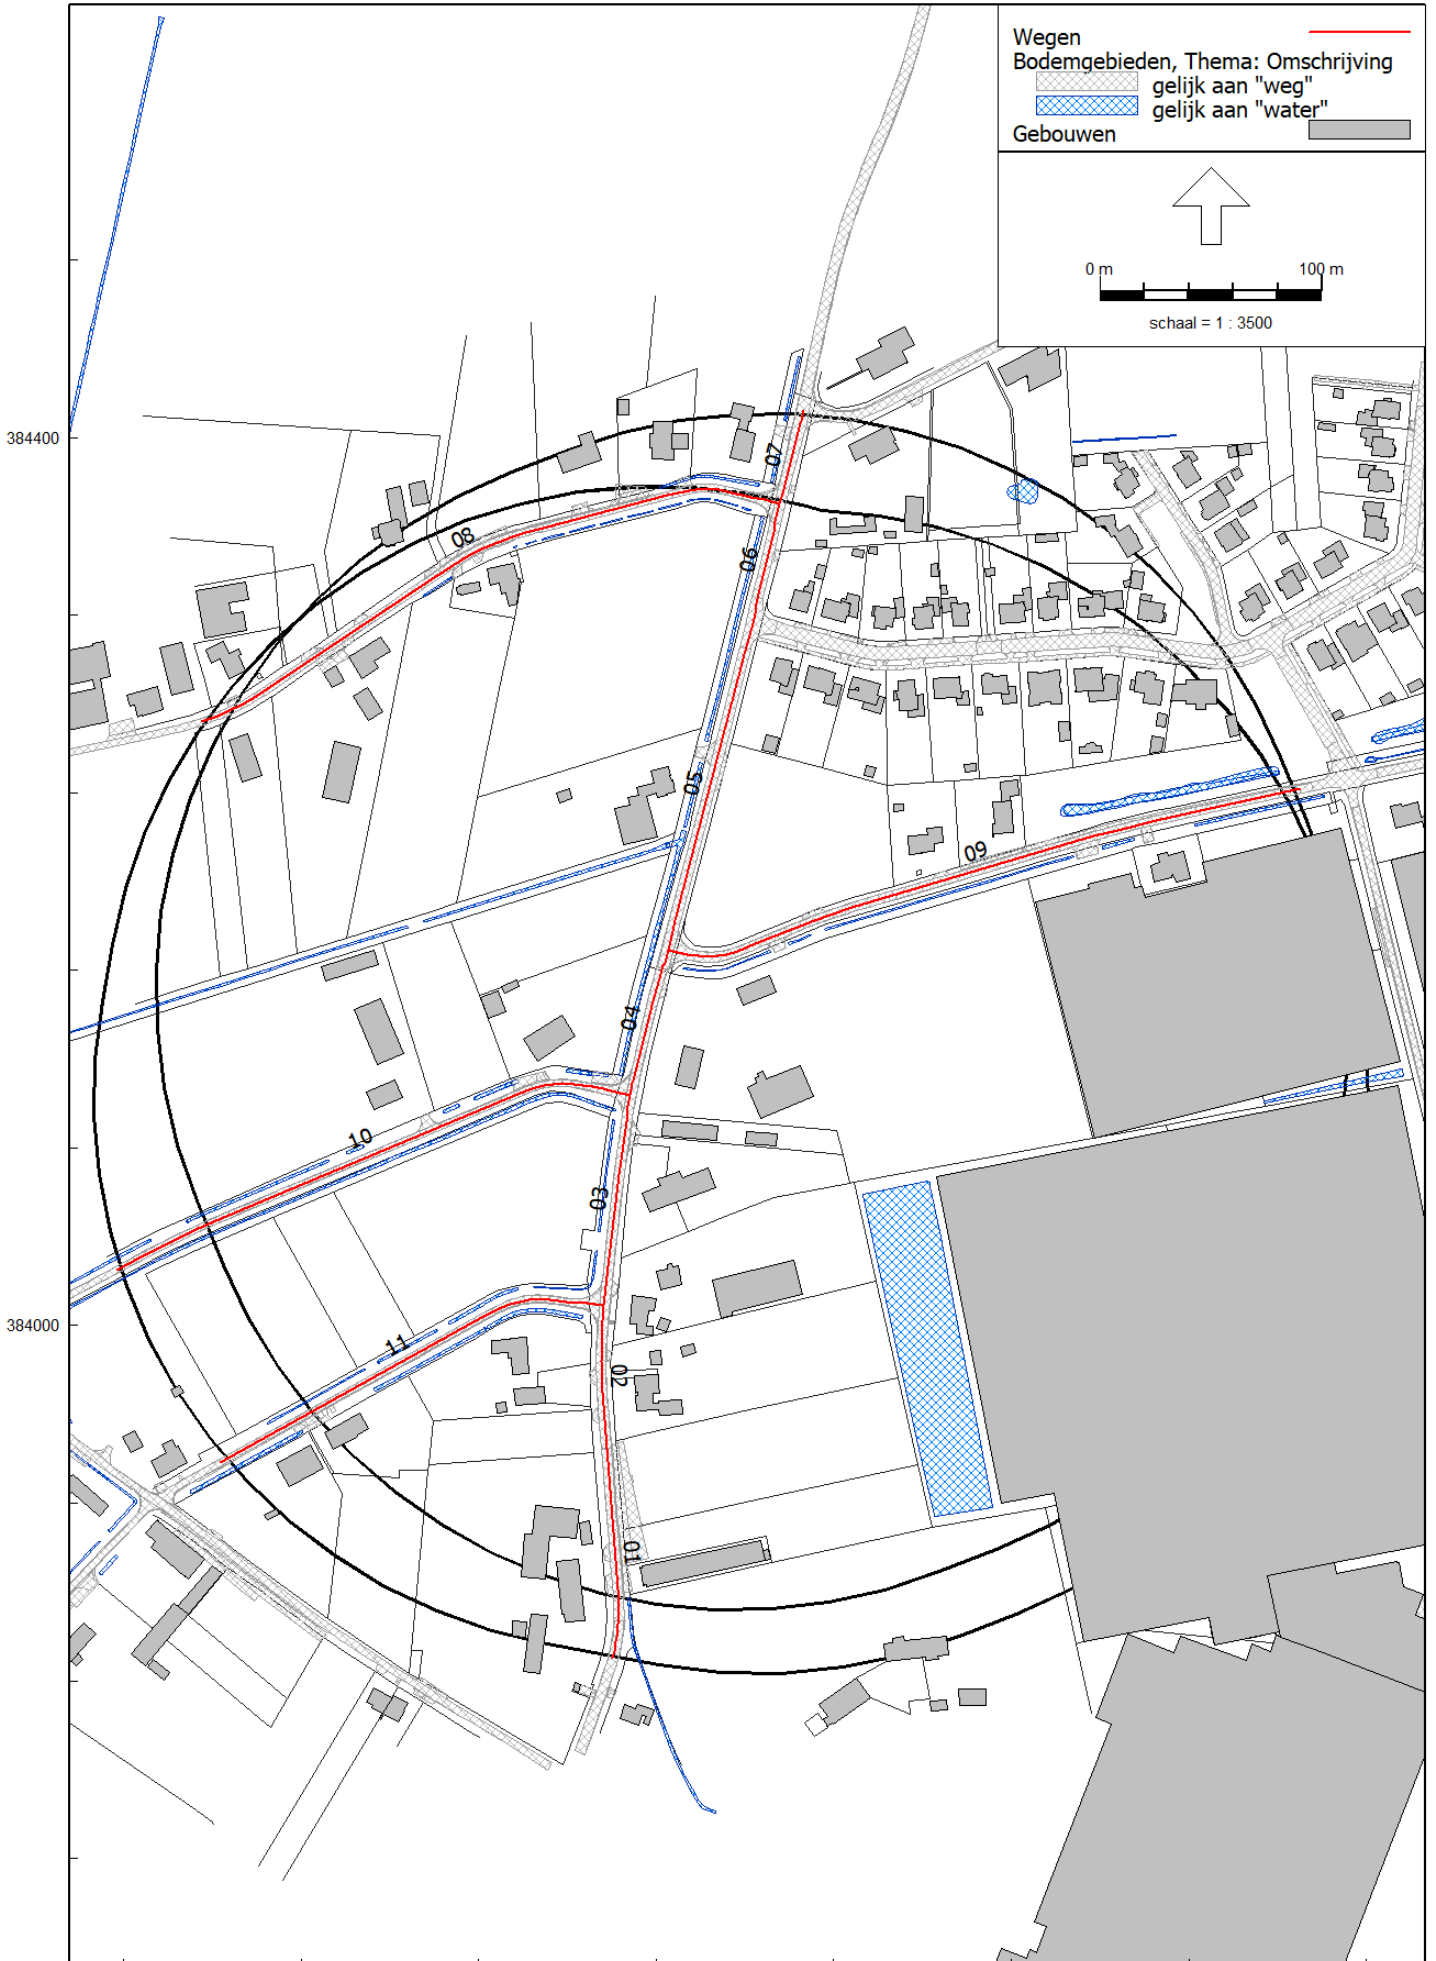 Wegen
Bodemgebieden, Thema: Omschrijving
gelijk aan "weg"
gelijk aan "water"
Gebouwen
0 m 100 m
schaal = 1 : 3500
384400
07
08
06
05
09
04
10
03
384000
11
02
01